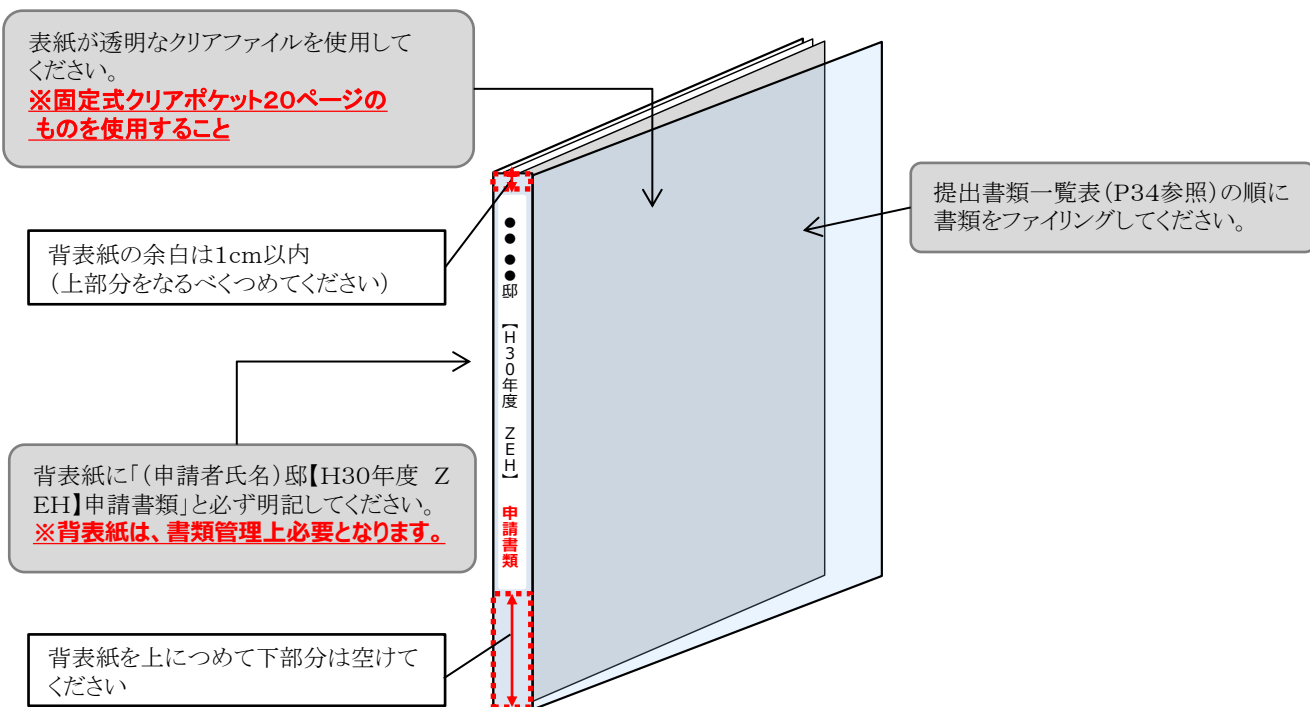 表紙が透明なクリアファイルを使用して
ください。
※固定式クリアポケット20ページの
ものを使用すること
提出書類一覧表(P34参照)の順に
書類をファイリングしてください。
背表紙の余白は1cm以内
(上部分をなるべくつめてください)
背表紙に「(申請者氏名)邸【H30年度 Z
EH】申請書類」と必ず明記してください。
※背表紙は、書類管理上必要となります。
背表紙を上につめて下部分は空けて
ください
●●●●邸 【H30年度 ZEH】 申請書類